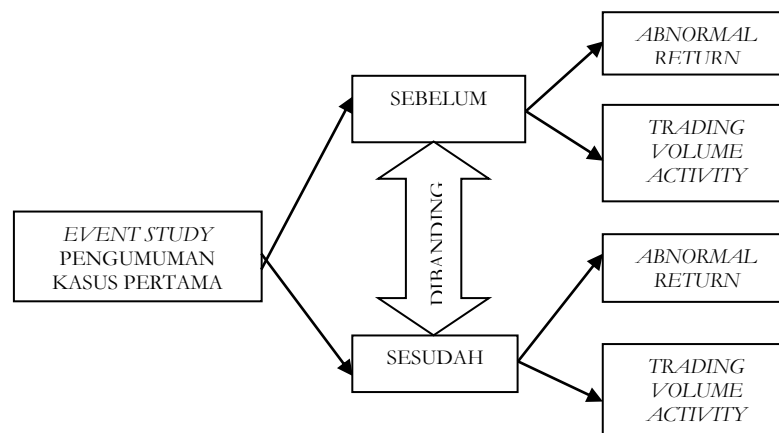 EVENT STUDY
PENGUMUMAN
KASUS PERTAMA
SEBELUM
DIBANDING
SESUDAH
ABNORMAL
RETURN
TRADING
VOLUME
ACTIVITY
ABNORMAL
RETURN
TRADING
VOLUME
ACTIVITY